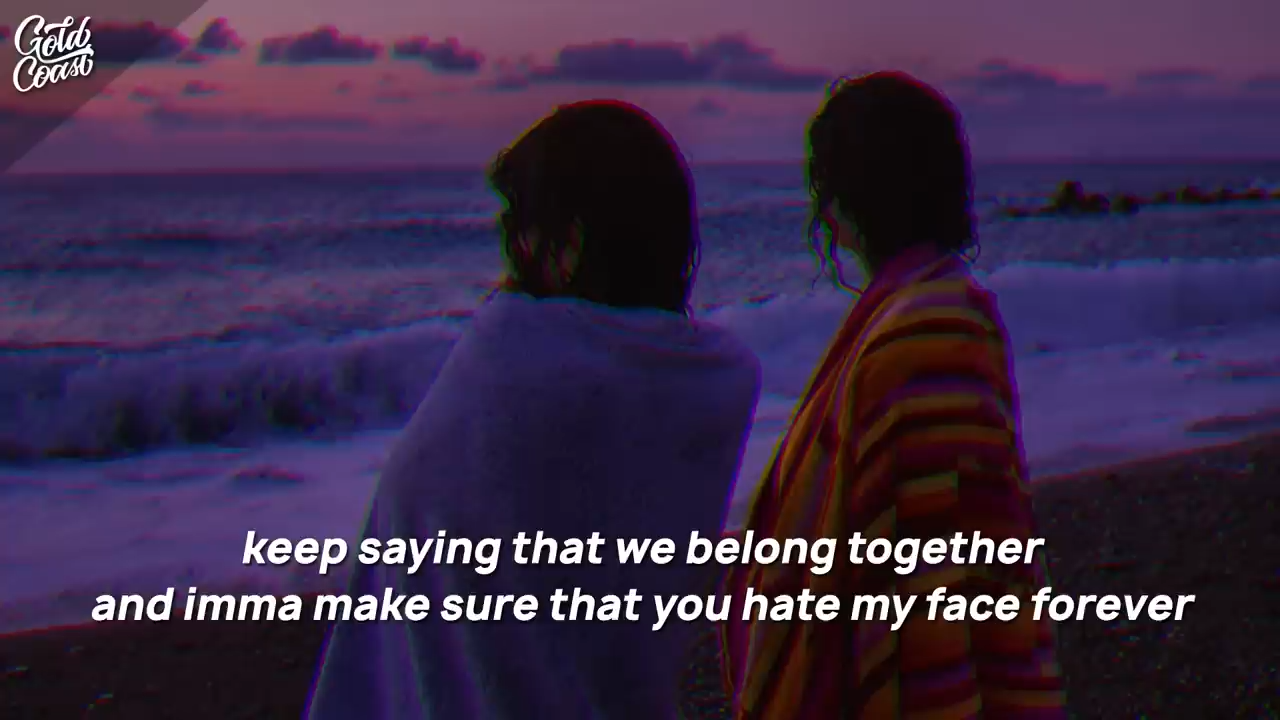 Gold
Coast
keep saying that we belong together
and imma make sure that you hate my face forever